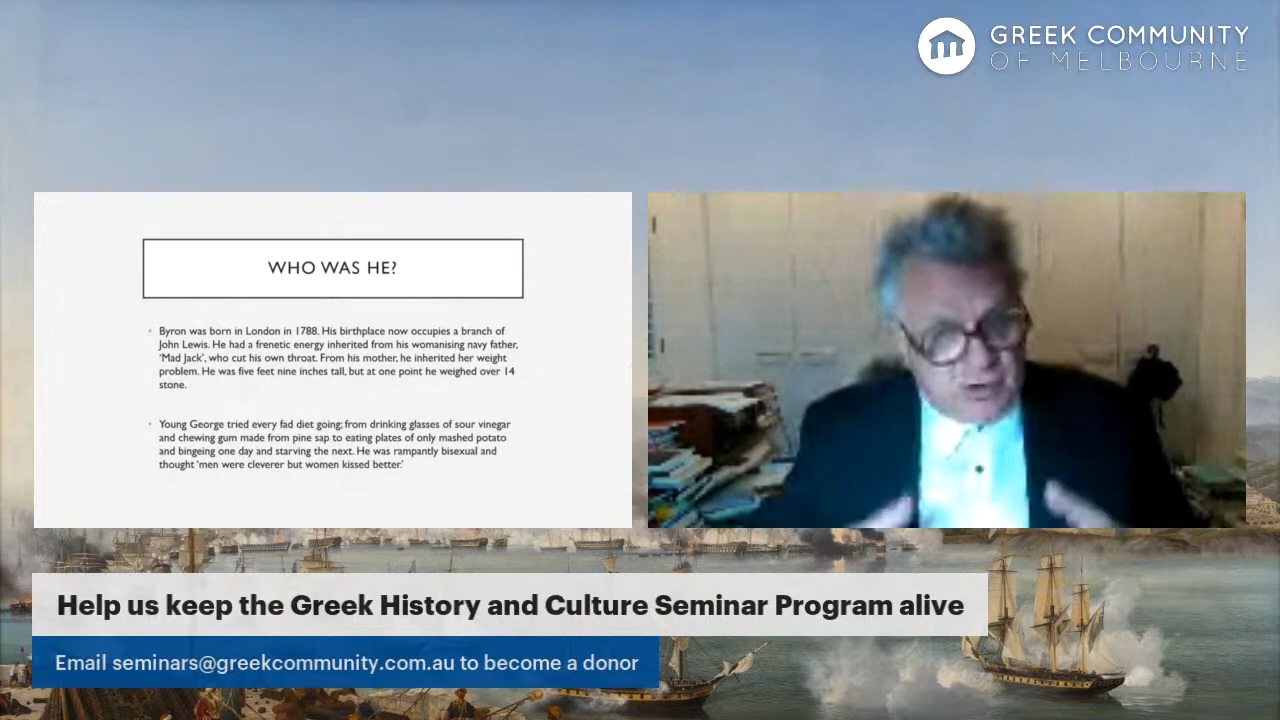 GREEK COMMUNITY
OF MELBOURNE
WHO WAS HE?
• Byron was born in London in 1788. His birthplace now occupies a branch of
John Lewis. He had a frenetic energy inherited from his womanising navy father,
'Mad Jack', who cut his own throat. From his mother, he inherited her weight
problem. He was five feet nine inches tall, but at one point he weighed over 14
stone.
• Young George tried every fad diet going; from drinking glasses of sour vinegar
and chewing gum made from pine sap to eating plates of only mashed potato
and bingeing one day and starving the next. He was rampantly bisexual and
thought 'men were cleverer but women kissed better.'
Help us keep the Greek History and Culture Seminar Program alive
Email seminars@greekcommunity.com.au to become a donor